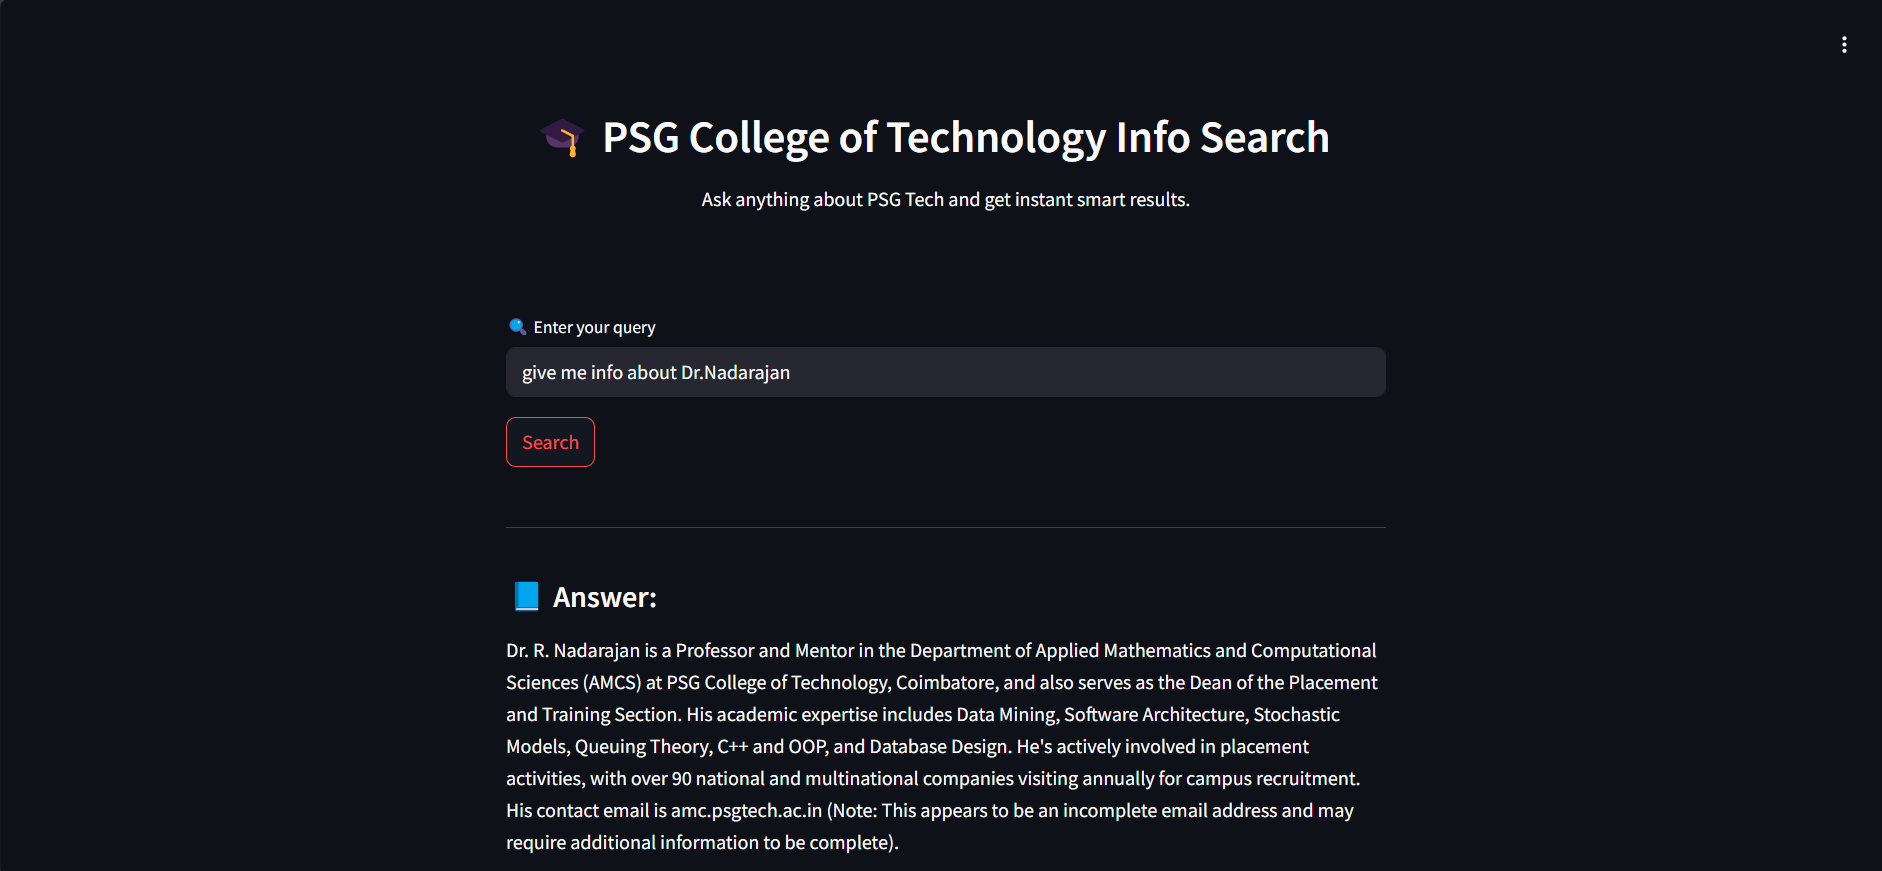 PSG College of Technology Info Search
Ask anything about PSG Tech and get instant smart results.
Enter your query
give me info about Dr.Nadarajan
Search
Answer:
Dr. R. Nadarajan is a Professor and Mentor in the Department of Applied Mathematics and Computational
Sciences (AMCS) at PSG College of Technology, Coimbatore, and also serves as the Dean of the Placement
and Training Section. His academic expertise includes Data Mining, Software Architecture, Stochastic
Models, Queuing Theory, C++ and OOP, and Database Design. He's actively involved in placement
activities, with over 90 national and multinational companies visiting annually for campus recruitment.
His contact email is amc.psgtech.ac.in (Note: This appears to be an incomplete email address and may
require additional information to be complete).